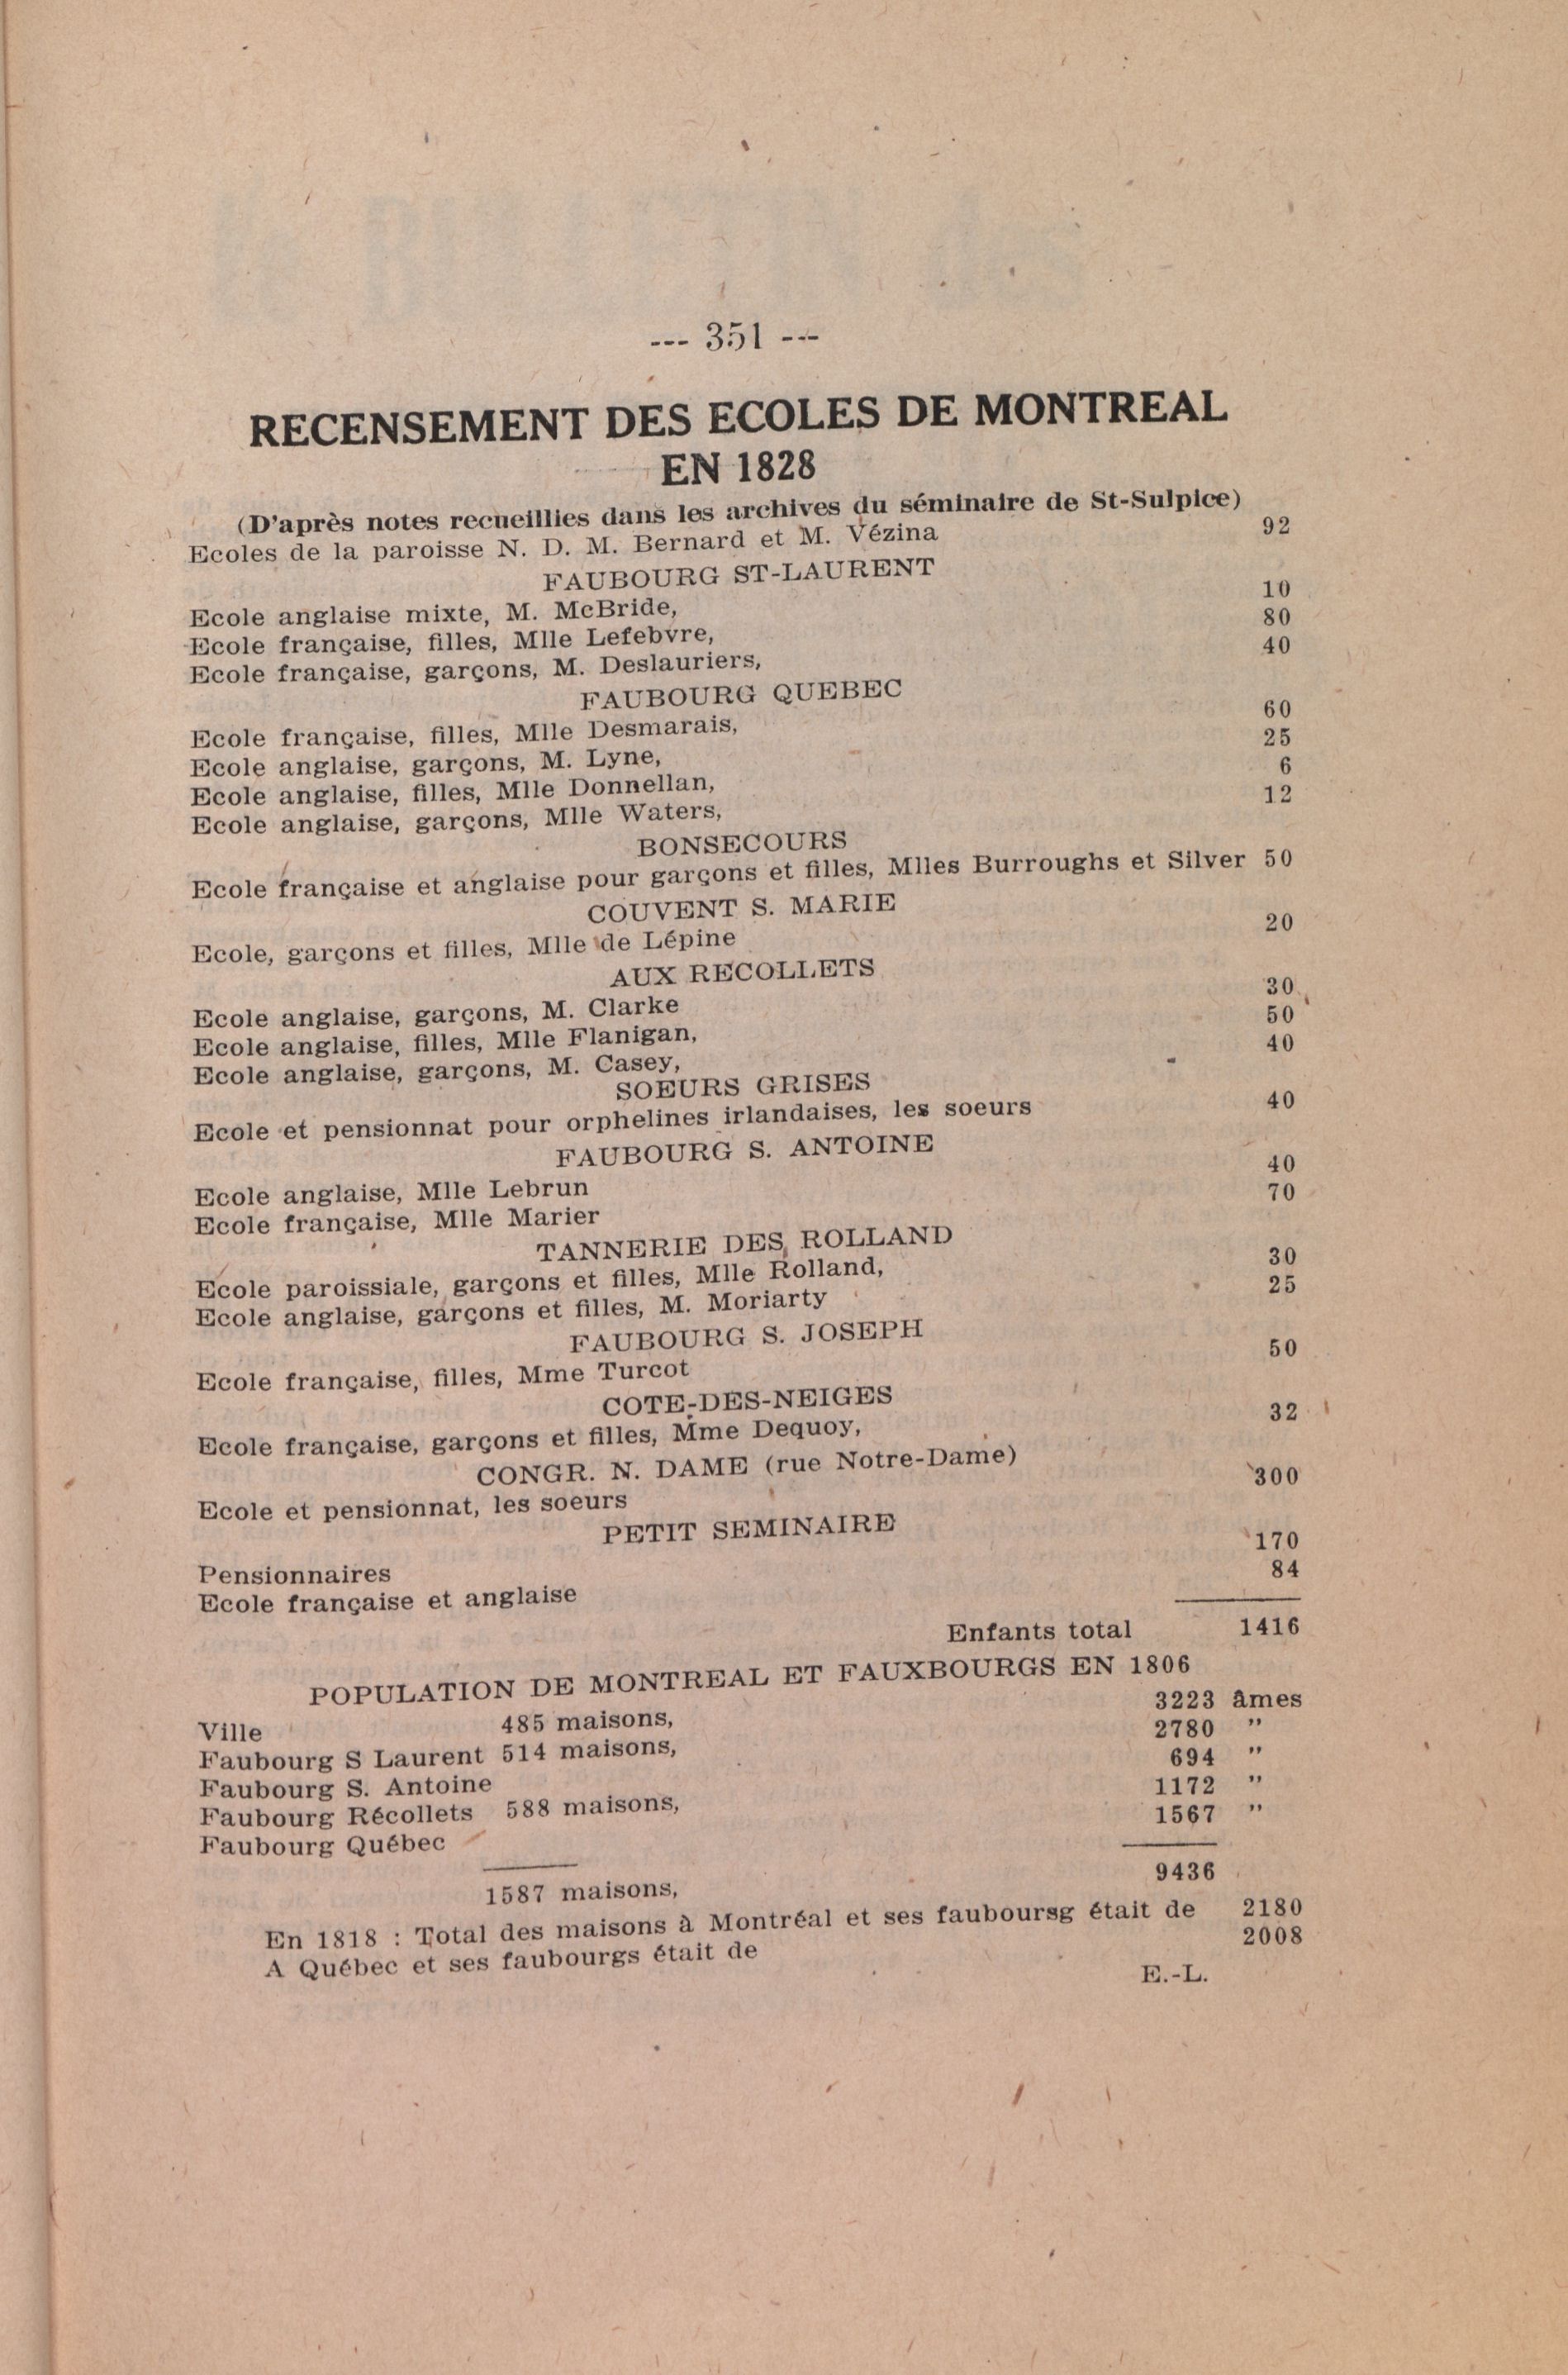 --- 351 ---
RECENSEMENT DES ECOLES DE MONTREAL
EN 1828
(D'après notes recueillies dans les archives du séminaire de St-Sulpice)
Ecoles de la paroisse N. D. M. Bernard et M. Vézina 92
FAUBOURG ST-LAURENT
Ecole anglaise mixte, M. McBride, 10
Ecole française, filles, Mlle Lefebvre, 80
Ecole française, garçons, M. Deslauriers, 40
FAUBOURG QUEBEC
Ecole française, filles, Mlle Desmarais, 60
Ecole anglaise, garçons, M. Lyne, 25
Ecole anglaise, filles, Mlle Donnellan, 6
Ecole anglaise, garçons, Mlle Waters, 12
BONSECOURS
Ecole française et anglaise pour garçons et filles, Mlles Burroughs et Silver 50
COUVENT S. MARIE
Ecole, garçons et filles, Mlle de Lépine 20
AUX RECOLLETS
Ecole anglaise, garçons, M. Clarke 30
Ecole anglaise, filles, Mlle Flanigan, 50
Ecole anglaise, garçons, M. Casey, 40
SOEURS GRISES
Ecole et pensionnat pour orphelines irlandaises, les soeurs 40
FAUBOURG S. ANTOINE
Ecole anglaise, Mlle Lebrun 40
Ecole française, Mlle Marier 70
TANNERIE DES ROLLAND
Ecole paroissiale, garçons et filles, Mlle Rolland, 30
Ecole anglaise, garçons et filles, M. Moriarty 25
FAUBOURG S. JOSEPH
Ecole française, filles, Mme Turcot 50
COTE-DES-NEIGES
Ecole française, garçons et filles, Mme Dequoy, 32
CONGR. N. DAME (rue Notre-Dame)
Ecole et pensionnat, les soeurs 300
PETIT SEMINAIRE
Pensionnaires 170
Ecole française et anglaise 84
Enfants total 1416
POPULATION DE MONTREAL ET FAUXBOURGS EN 1806
Ville 485 maisons, 3223 âmes
Faubourg S Laurent 514 maisons, 2780 "
Faubourg S. Antoine 694 "
Faubourg Récollets 588 maisons, 1172 "
Faubourg Québec 1567 "
1587 maisons, 9436
En 1818 : Total des maisons à Montréal et ses fauboursg était de 2180
A Québec et ses faubourgs était de 2008
E.-L.